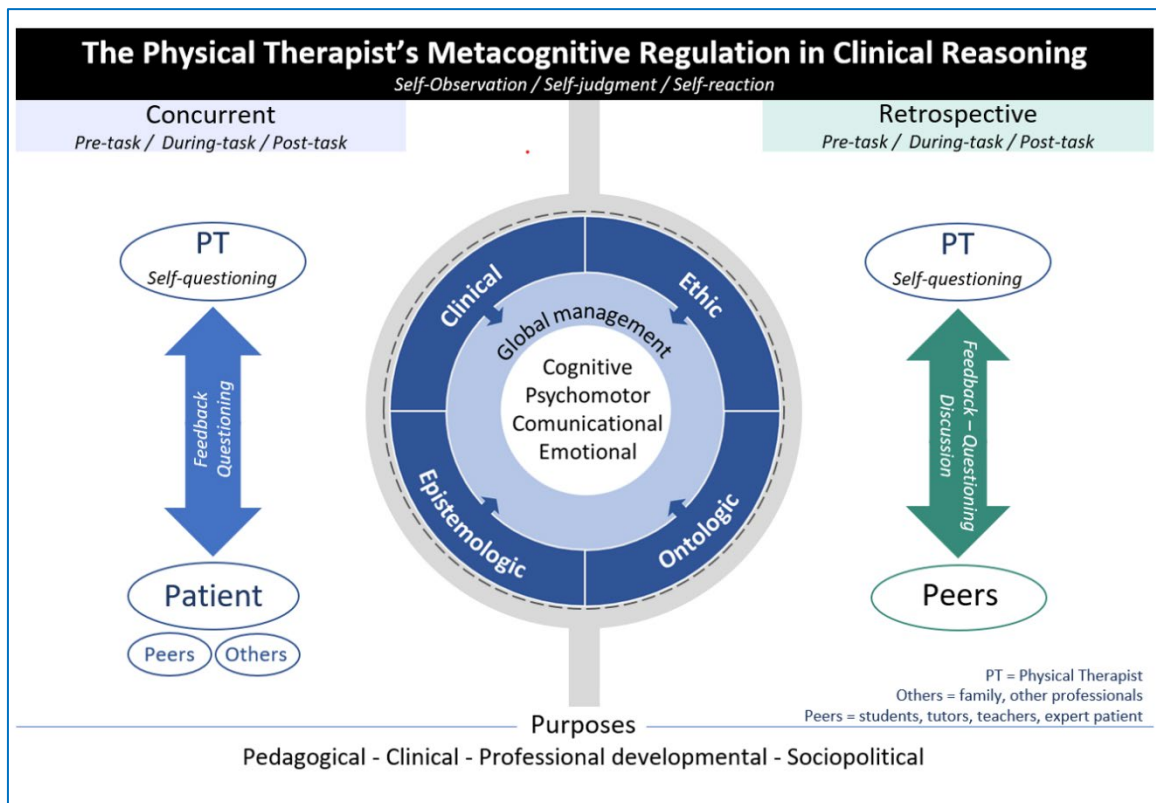 The Physical Therapist's Metacognitive Regulation in Clinical Reasoning
Self-Observation / Self-judgment / Self-reaction
Concurrent
Pre-task / During-task / Post-task
Retrospective
Pre-task / During-task / Post-task
PT
Self-questioning
Feedback
Questioning
Patient
Peers
Others
Clinical
Ethic
Epistemologic
Ontologic
Global management
Cognitive
Psychomotor
Comunicational
Emotional
PT
Self-questioning
Feedback – Questioning
Discussion
Peers
PT = Physical Therapist
Others = family, other professionals
Peers = students, tutors, teachers, expert patient
Purposes
Pedagogical - Clinical - Professional developmental - Sociopolitical